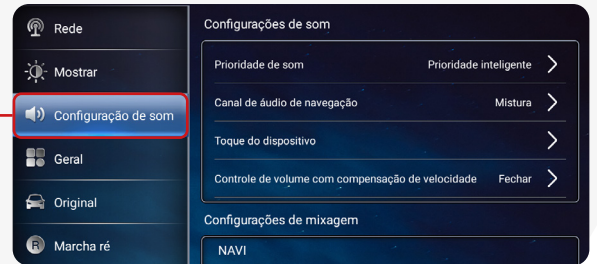 Rede
Mostrar
Configuração de som
Geral
Original
R Marcha ré
Configurações de som
Prioridade de som Prioridade inteligente
Canal de áudio de navegação Mistura
Toque do dispositivo
Controle de volume com compensação de velocidade Fechar
Configurações de mixagem
NAVI